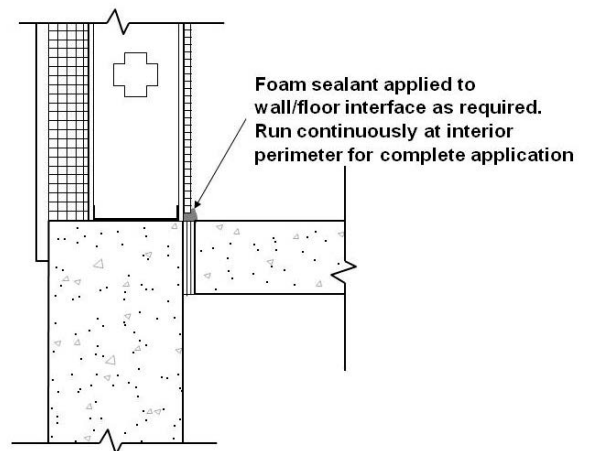 Foam sealant applied to
wall/floor interface as required.
Run continuously at interior
perimeter for complete application